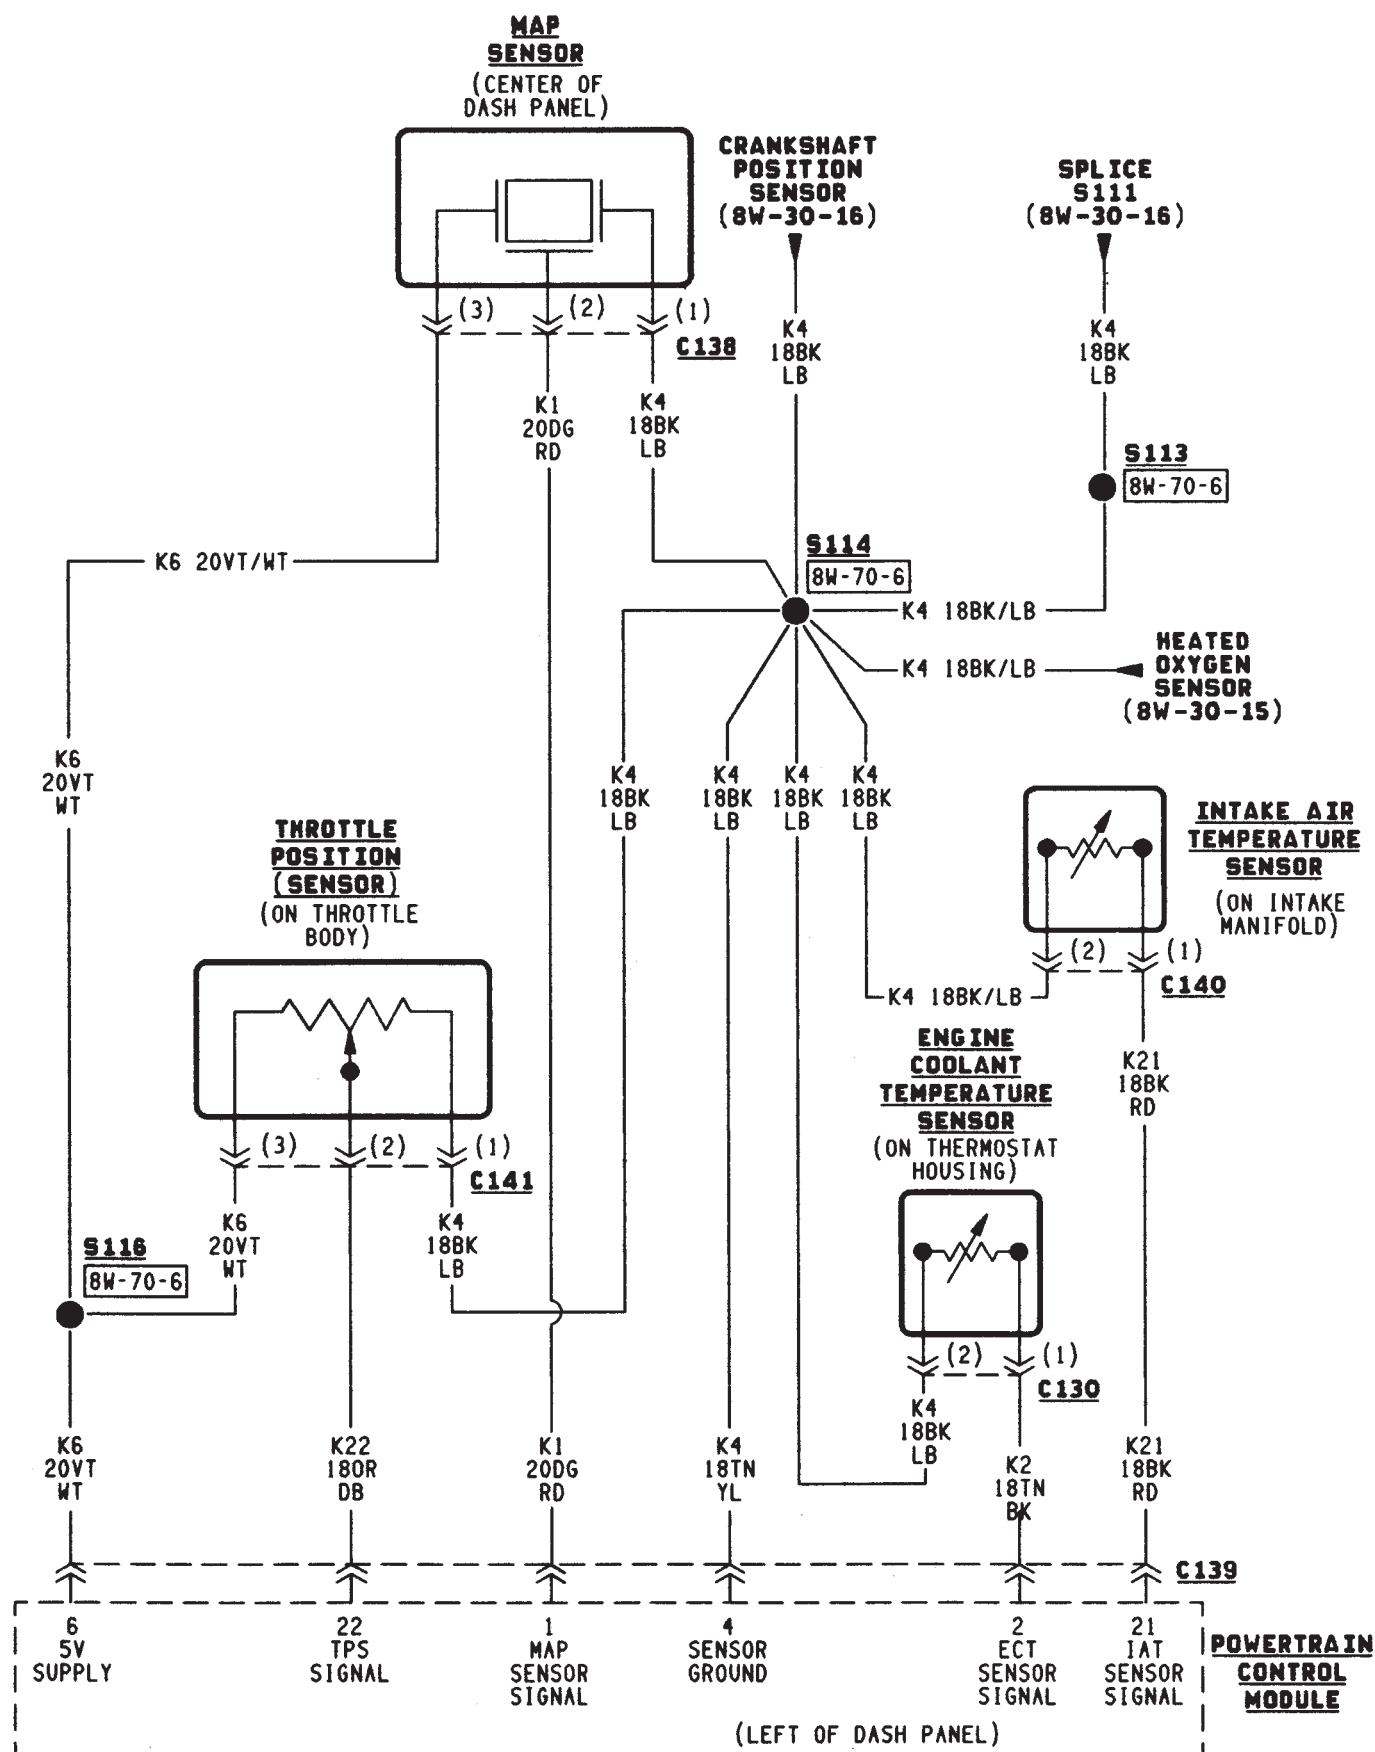 MAP
SENSOR
(CENTER OF
DASH PANEL)
CRANKSHAFT
POSITION
SENSOR
(8W-30-16)
SPLICE
S111
(8W-30-16)
(3)
(2)
(1)
C138
K4
18BK
LB
K4
18BK
LB
K1
20DG
RD
K4
18BK
LB
S113
8W-70-6
K6 20VT/WT
S114
8W-70-6
K4 18BK/LB
HEATED
OXYGEN
SENSOR
(8W-30-15)
K4 18BK/LB
K6
20VT
WT
K4
18BK
LB
K4
18BK
LB
K4
18BK
LB
K4
18BK
LB
THROTTLE
POSITION
(SENSOR)
(ON THROTTLE
BODY)
INTAKE AIR
TEMPERATURE
SENSOR
(ON INTAKE
MANIFOLD)
(2)
(1)
C140
K4 18BK/LB
ENGINE
COOLANT
TEMPERATURE
SENSOR
(ON THERMOSTAT
HOUSING)
K21
18BK
RD
(3)
(2)
(1)
C141
K6
20VT
WT
K4
18BK
LB
S116
8W-70-6
(2)
(1)
C130
K4
18BK
LB
K6
20VT
WT
K22
18OR
DB
K1
20DG
RD
K4
18TN
YL
K2
18TN
BK
K21
18BK
RD
C139
6
5V
SUPPLY
22
TPS
SIGNAL
1
MAP
SENSOR
SIGNAL
4
SENSOR
GROUND
2
ECT
SENSOR
SIGNAL
21
IAT
SENSOR
SIGNAL
POWERTRAIN
CONTROL
MODULE
(LEFT OF DASH PANEL)